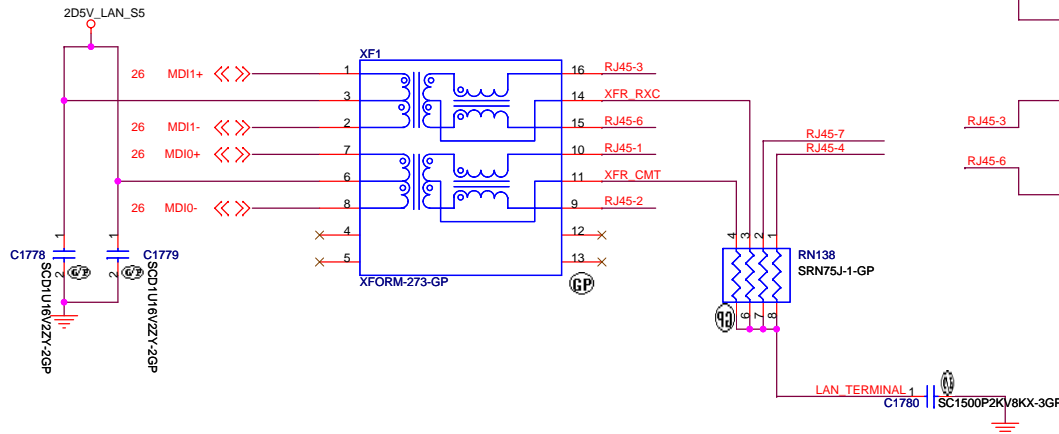 2D5V_LAN_S5
XF1
26 MDI1+ 1 16 RJ45-3
3 14 XFR_RXC
26 MDI1- 2 15 RJ45-6
26 MDI0+ 7 10 RJ45-1
6 11 XFR_CMT
26 MDI0- 8 9 RJ45-2
4 12
5 13
XFORM-273-GP
GP
RJ45-7
RJ45-4
RJ45-3
RJ45-6
1 1
C1778 C1779
2 2
SCD1U16V2ZY-2GP
SCD1U16V2ZY-2GP
4 3 2 1
RN138
SRN75J-1-GP
6 7 8
LAN_TERMINAL 1
C1780 SC1500P2KV8KX-3GP